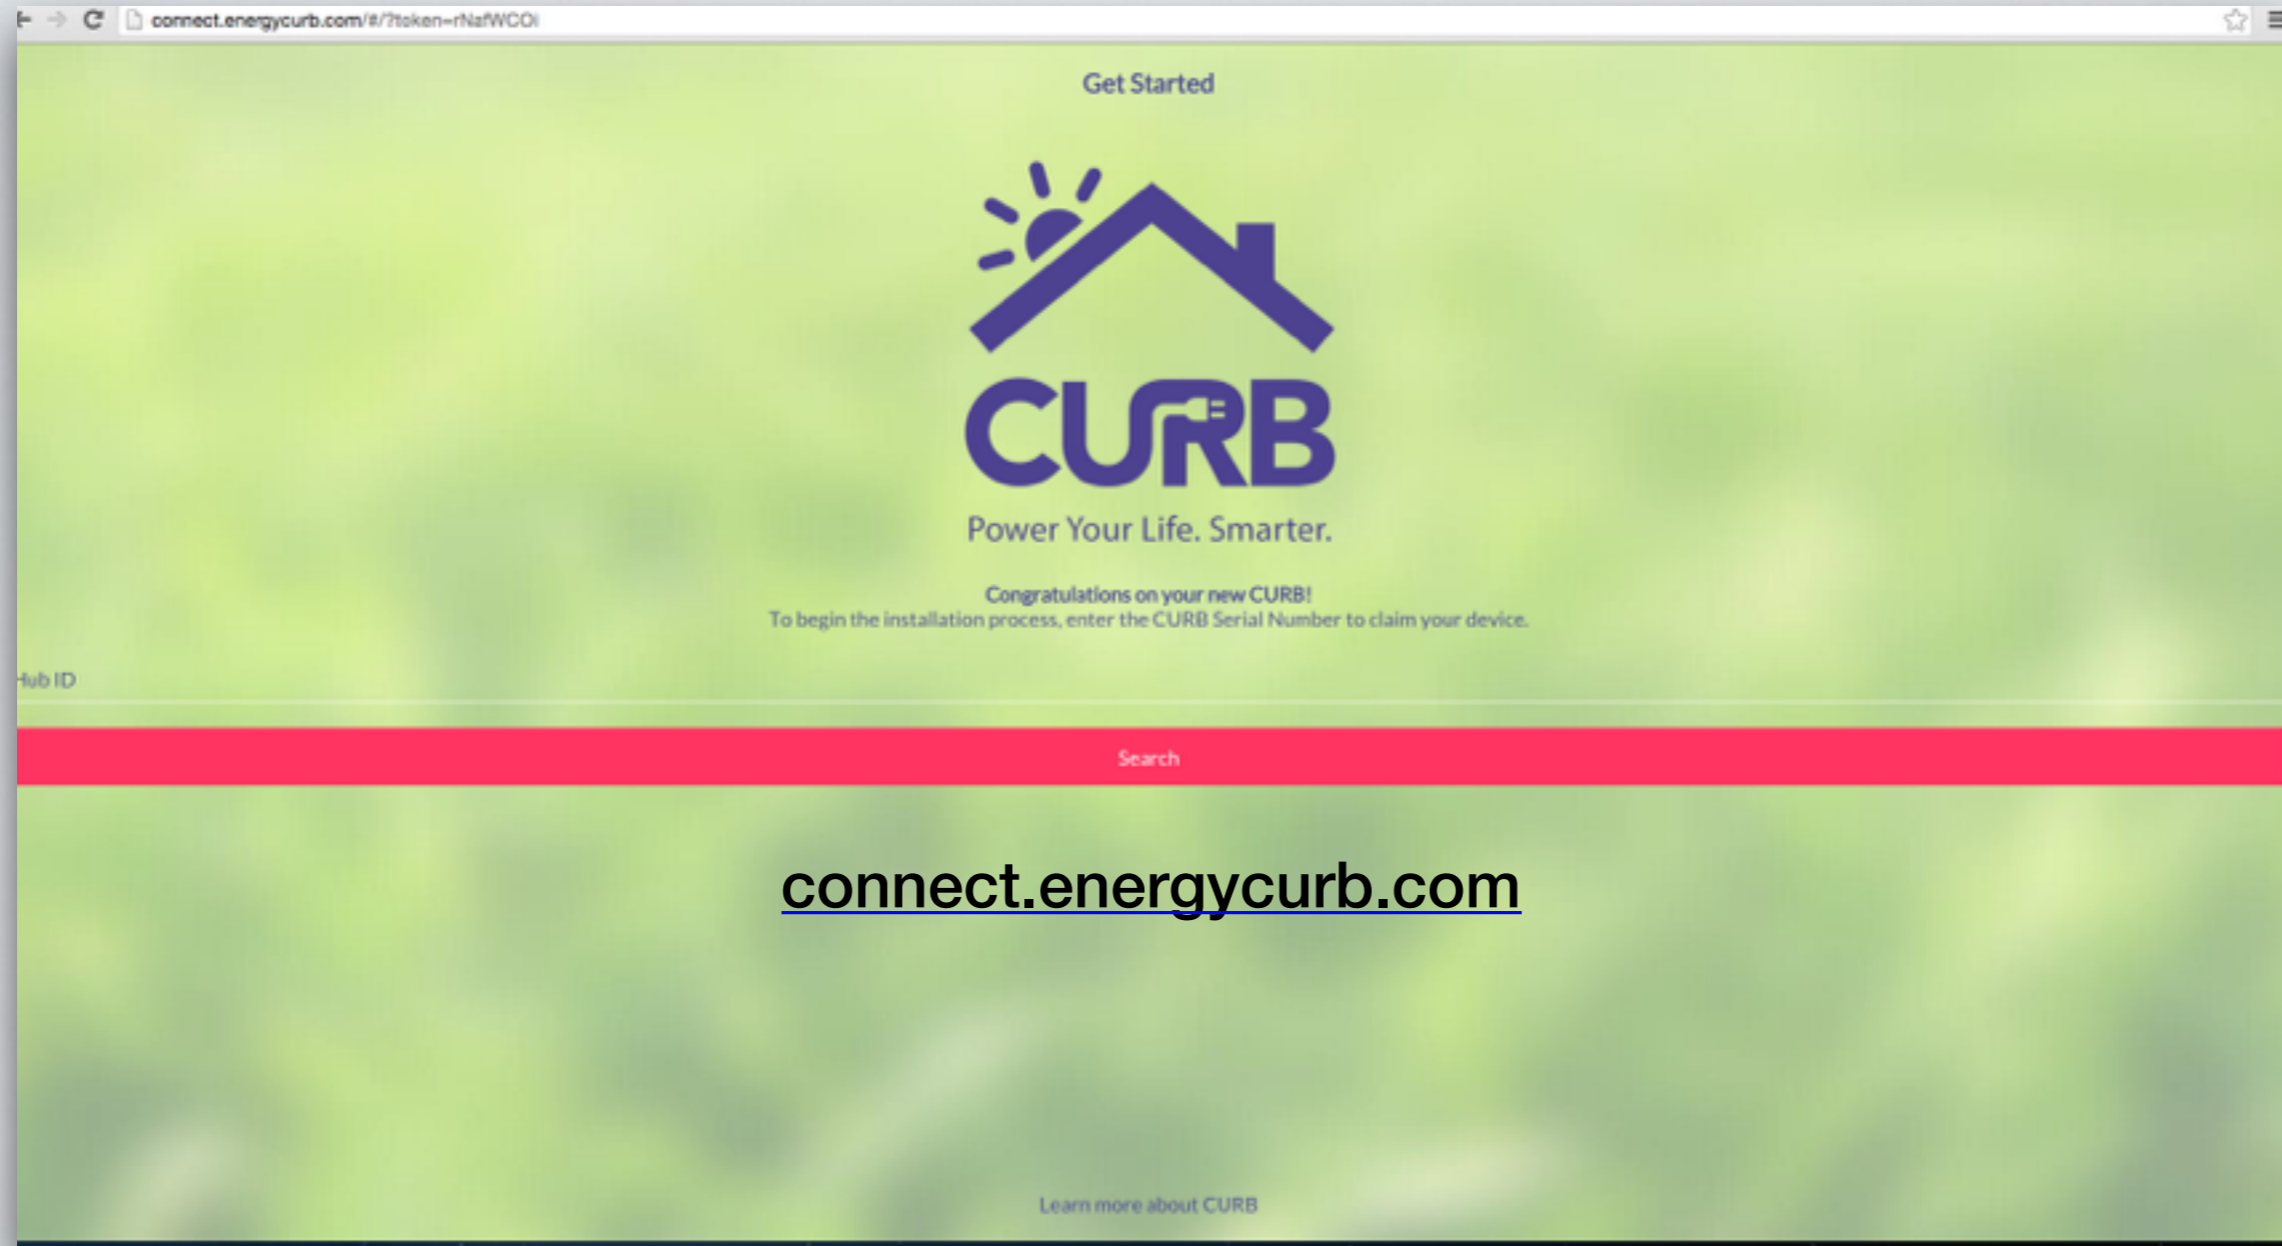 connect.energycurb.com/#/?token=rNafWCOi
Get Started
CURB
Power Your Life. Smarter.
Congratulations on your new CURB!
To begin the installation process, enter the CURB Serial Number to claim your device.
Hub ID
Search
connect.energycurb.com
Learn more about CURB